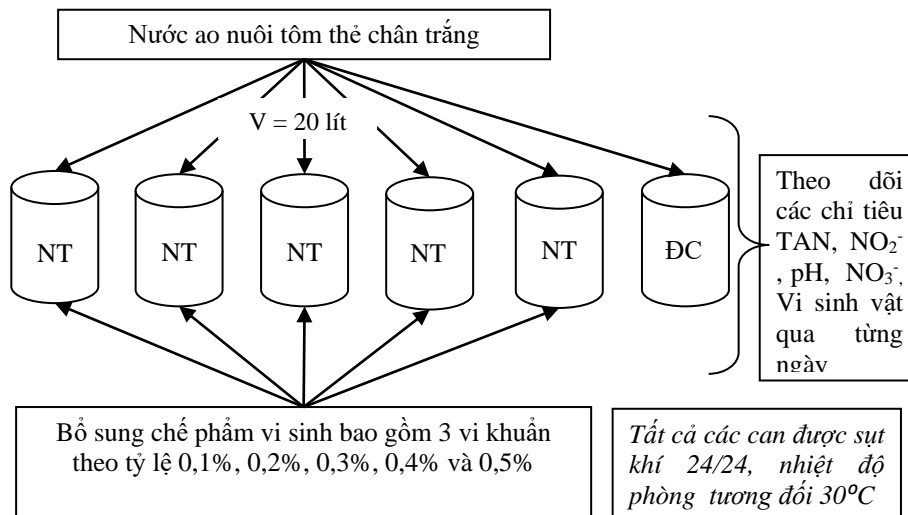 Nước ao nuôi tôm thẻ chân trắng
V = 20 lít
NT
NT
NT
NT
NT
ĐC
Theo dõi
các chỉ tiêu
TAN, NO₂⁻
, pH, NO₃⁻,
Vi sinh vật
qua từng
ngày
Bổ sung chế phẩm vi sinh bao gồm 3 vi khuẩn
theo tỷ lệ 0,1%, 0,2%, 0,3%, 0,4% và 0,5%
Tất cả các can được sụt
khí 24/24, nhiệt độ
phòng tương đối 30⁰C